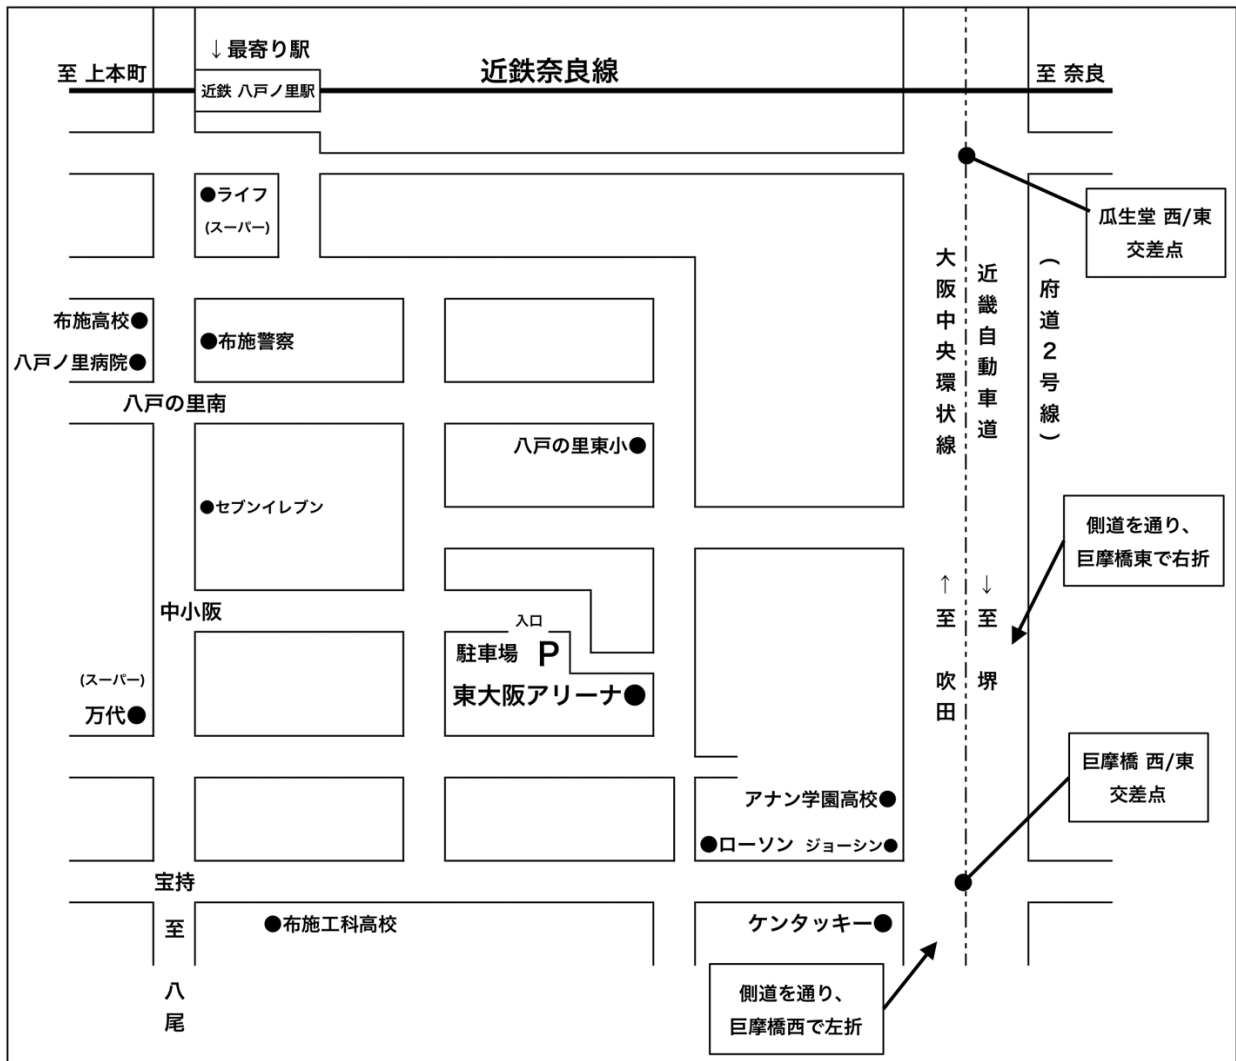 ↓最寄り駅
至 上本町
近鉄奈良線
至 奈良
近鉄 八戸ノ里駅
●ライフ
(スーパー)
瓜生堂 西/東
交差点
大阪中央環状線
近畿自動車道
(府道2号線)
布施高校●
八戸ノ里病院●
●布施警察
八戸の里南
八戸の里東小●
●セブンイレブン
側道を通り、
巨摩橋東で右折
↑至 吹田
↓至 堺
中小阪
入口
駐車場 P
東大阪アリーナ●
(スーパー)
万代●
巨摩橋 西/東
交差点
アナン学園高校●
●ローソン ジョーシン●
宝持
至 八尾
●布施工科高校
ケンタッキー●
側道を通り、
巨摩橋西で左折